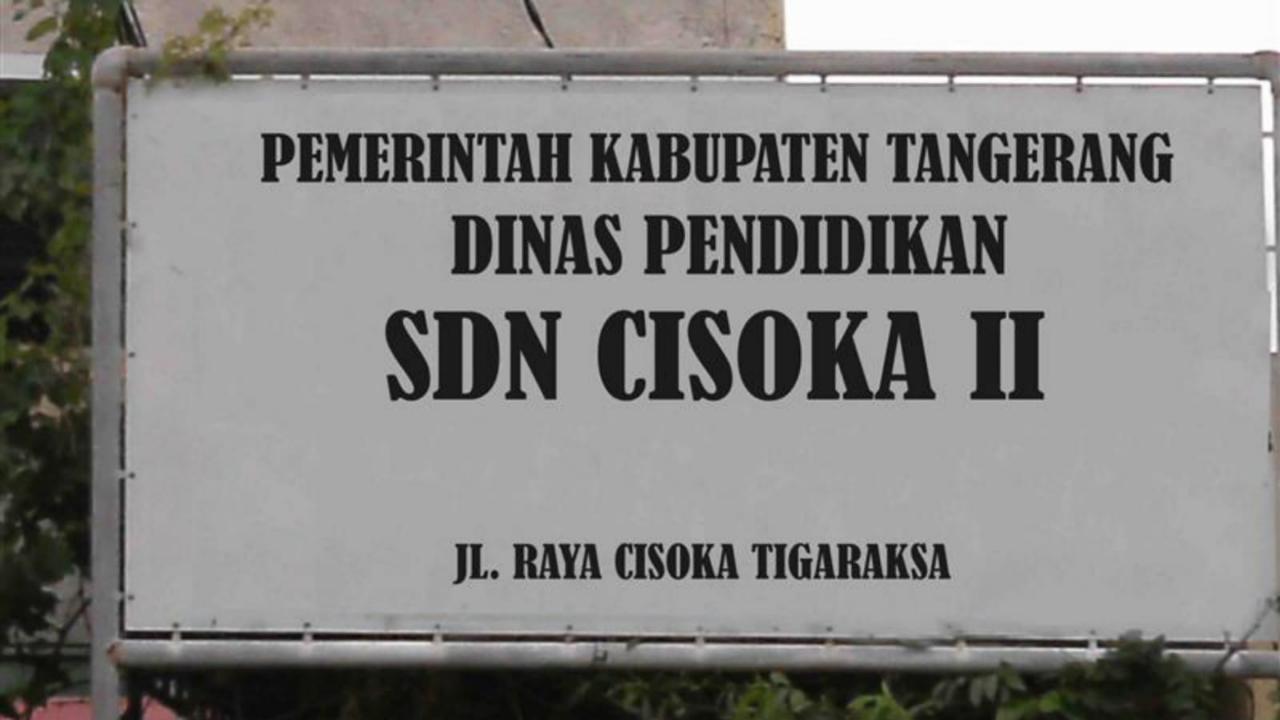 PEMERINTAH KABUPATEN TANGERANG
DINAS PENDIDIKAN
SDN CISOKA II
JL. RAYA CISOKA TIGARAKSA